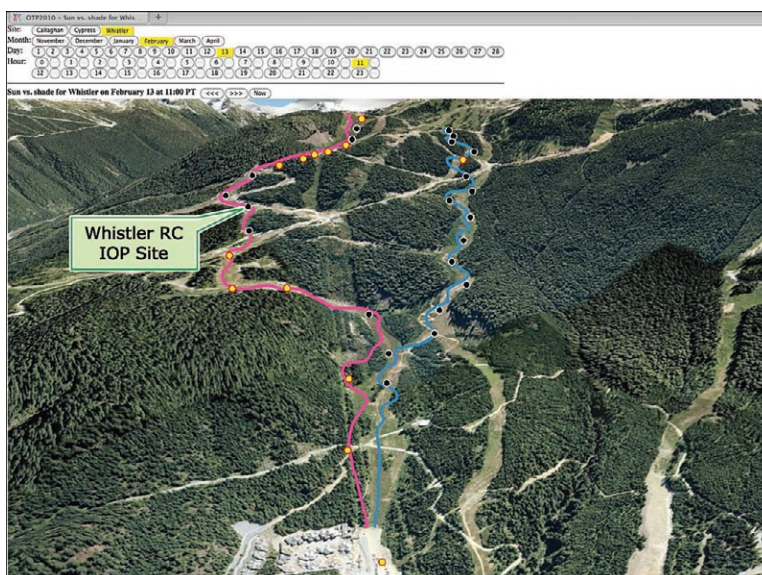 OTP2010 – Sun vs. shade for Whis... +
Site: Callaghan Cypress Whistler
Month: November December January February March April
Day: 1 2 3 4 5 6 7 8 9 10 11 12 13 14 15 16 17 18 19 20 21 22 23 24 25 26 27 28
Hour: 0 1 2 3 4 5 6 7 8 9 10 11
12 13 14 15 16 17 18 19 20 21 22 23
Sun vs. shade for Whistler on February 13 at 11:00 PT <<< >>> Now
Whistler RC
IOP Site